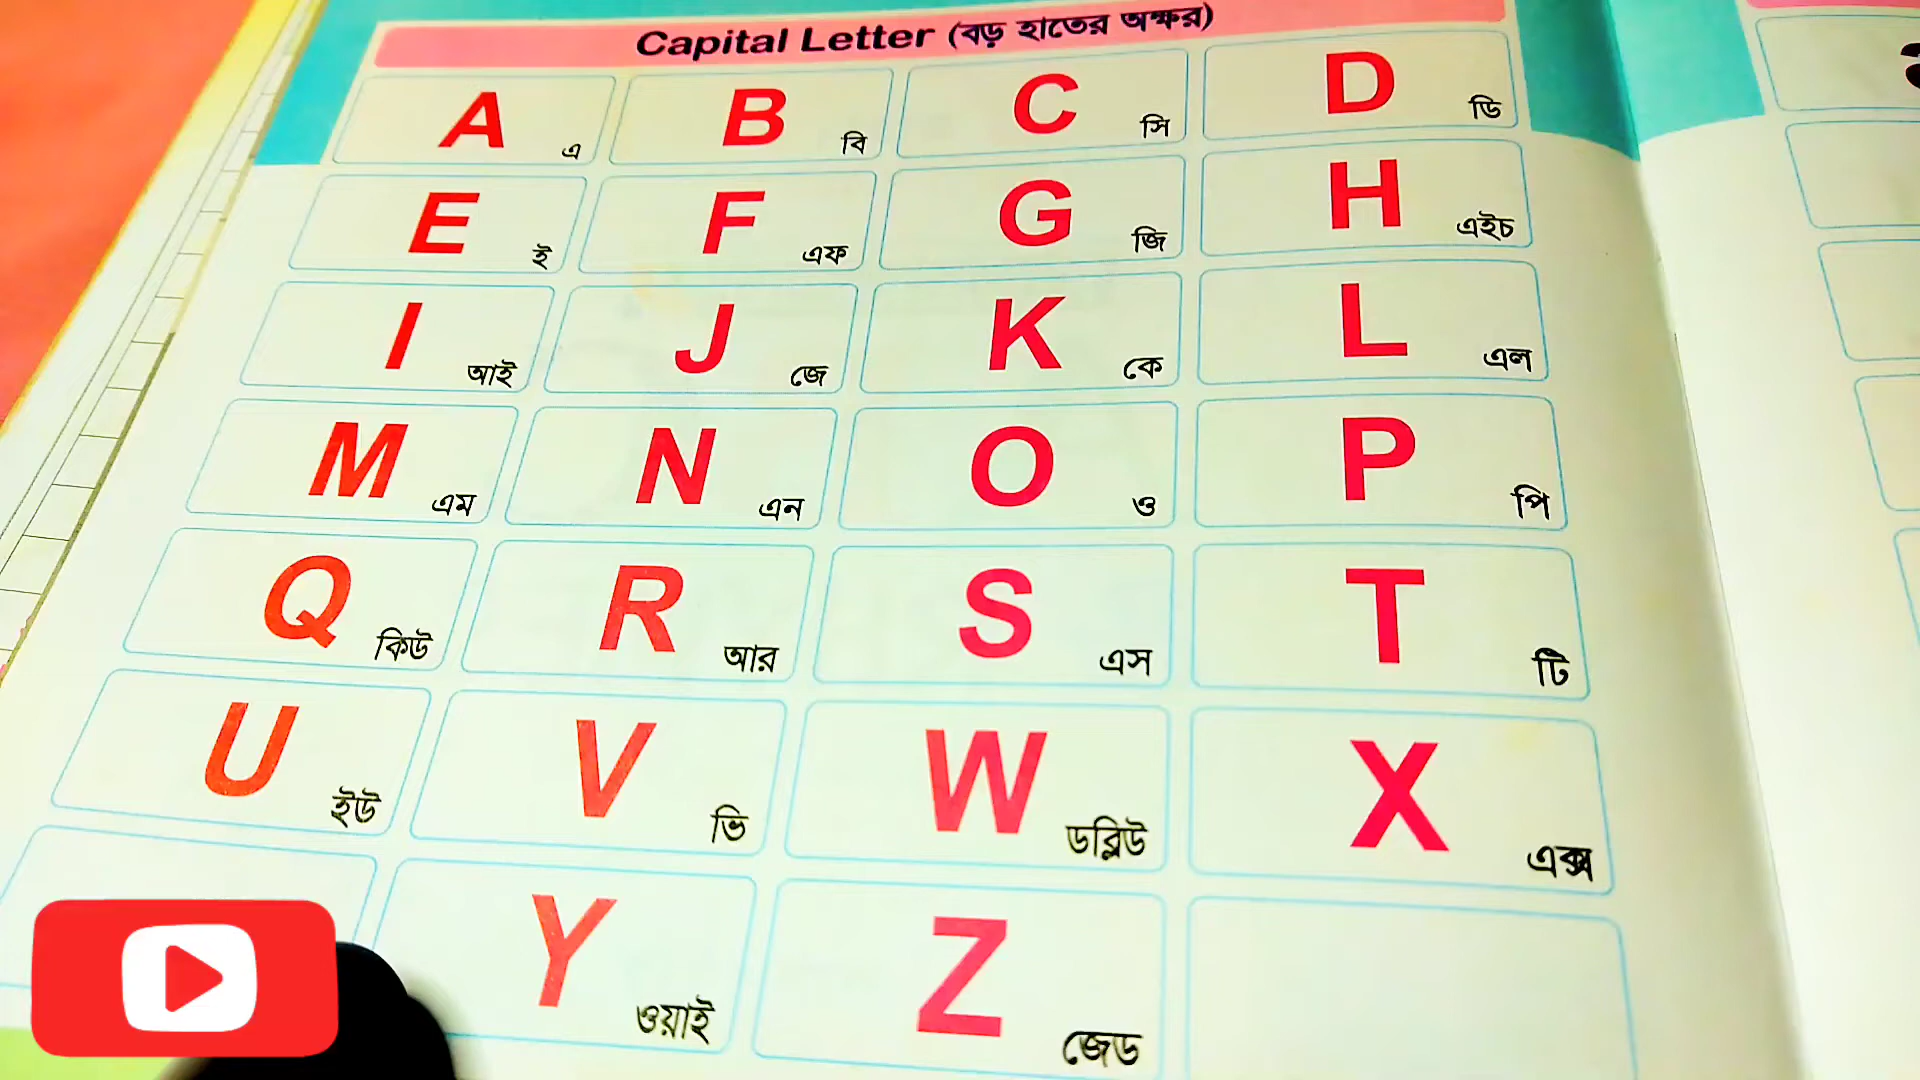 Capital Letter (বড় হাতের অক্ষর)
A এ B বি C সি D ডি
E ই F এফ G জি H এইচ
I আই J জে K কে L এল
M এম N এন O ও P পি
Q কিউ R আর S এস T টি
U ইউ V ভি W ডব্লিউ X এক্স
Y ওয়াই Z জেড